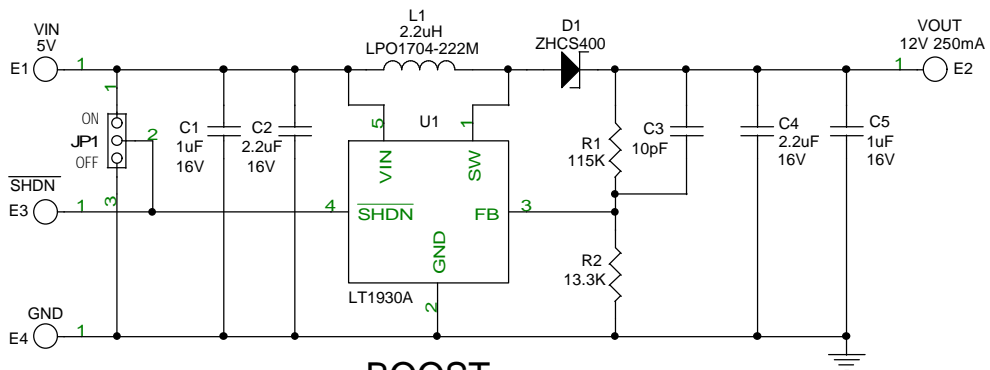 VIN
5V
E1
1
L1
2.2uH
LPO1704-222M
D1
ZHCS400
VOUT
12V 250mA
1
E2
1
ON
JP1
2
OFF
3
C1
1uF
16V
C2
2.2uF
16V
U1
5
1
VIN
SW
4
SHDN
FB
3
GND
2
LT1930A
R1
115K
C3
10pF
C4
2.2uF
16V
C5
1uF
16V
SHDN
E3
1
R2
13.3K
GND
E4
1
BOOST